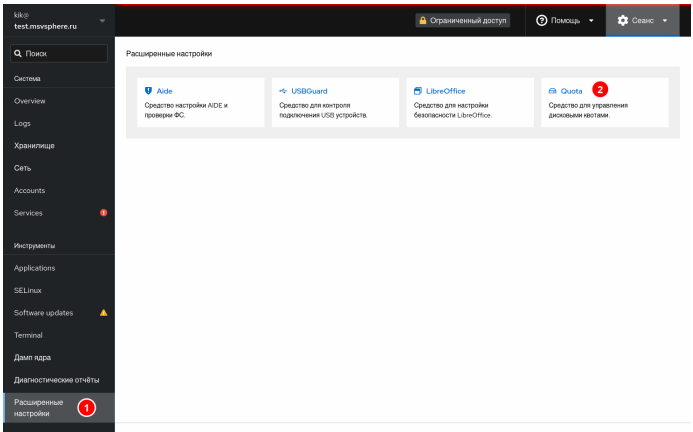 kik@
test.msvsphere.ru
Ограниченный доступ
Помощь
Сеанс
Поиск
Система
Overview
Logs
Хранилище
Сеть
Accounts
Services
Инструменты
Applications
SELinux
Software updates
Terminal
Дамп ядра
Диагностические отчёты
Расширенные
настройки
1
Расширенные настройки
Aide
Средство настройки AIDE и
проверки ФС.
USBGuard
Средство для контроля
подключения USB устройств.
LibreOffice
Средство для настройки
безопасности LibreOffice.
Quota
2
Средство для управления
дисковыми квотами.